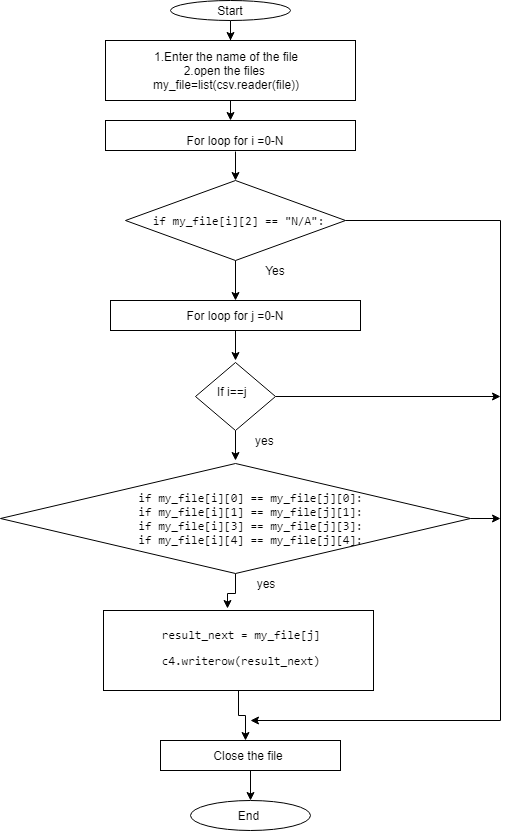 Start
1.Enter the name of the file
2.open the files
my_file=list(csv.reader(file))
For loop for i =0-N
if my_file[i][2] == "N/A":
Yes
For loop for j =0-N
If i==j
yes
if my_file[i][0] == my_file[j][0]:
if my_file[i][1] == my_file[j][1]:
if my_file[i][3] == my_file[j][3]:
if my_file[i][4] == my_file[j][4]:
yes
result_next = my_file[j]
c4.writerow(result_next)
Close the file
End